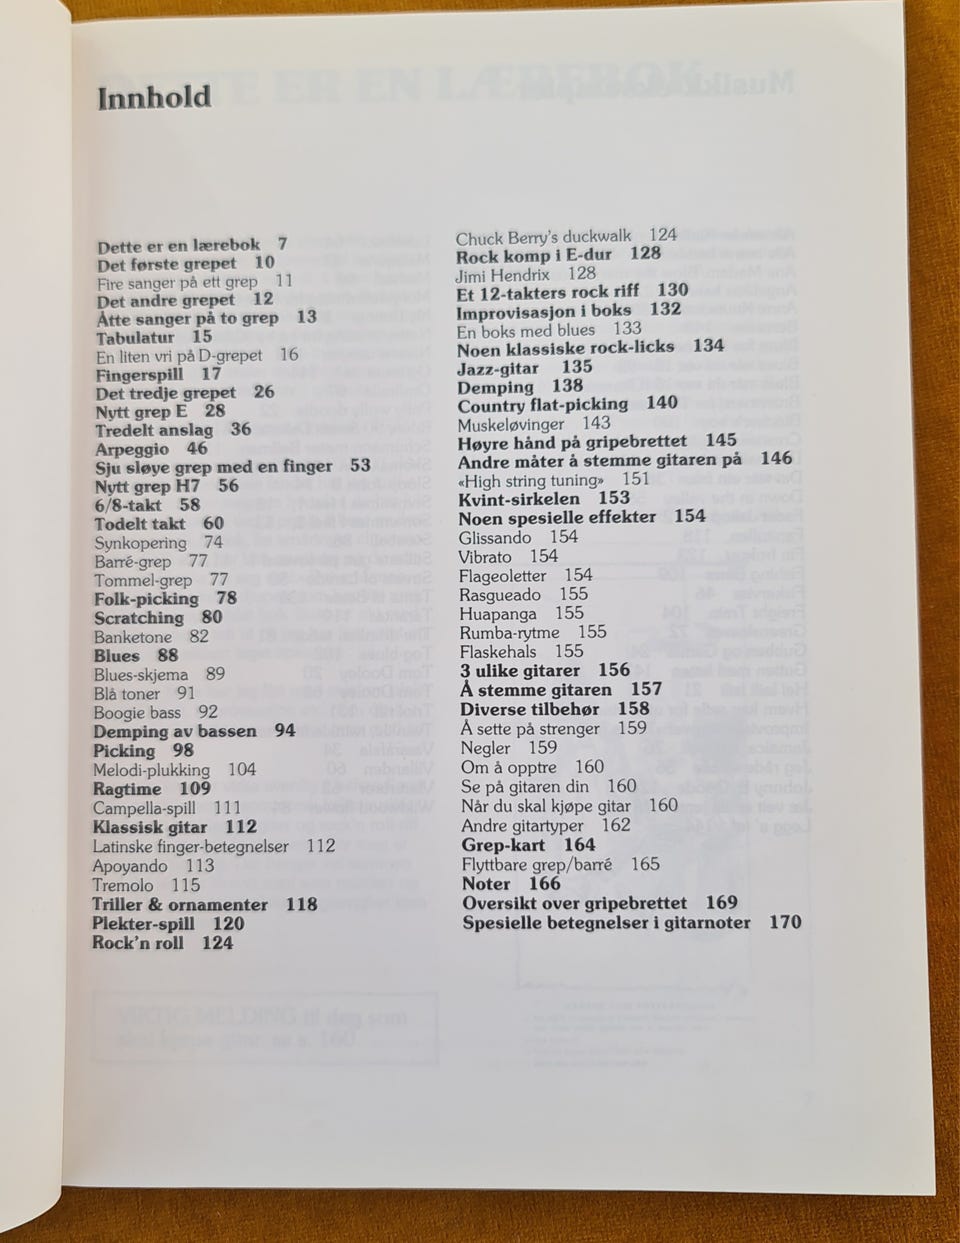 Innhold
Dette er en lærebok 7
Det første grepet 10
Fire sanger på ett grep 11
Det andre grepet 12
Åtte sanger på to grep 13
Tabulatur 15
En liten vri på D-grepet 16
Fingerspill 17
Det tredje grepet 26
Nytt grep E 28
Tredelt anslag 36
Arpeggio 46
Sju sløye grep med en finger 53
Nytt grep H7 56
6/8-takt 58
Todelt takt 60
Synkopering 74
Barré-grep 77
Tommel-grep 77
Folk-picking 78
Scratching 80
Banketone 82
Blues 88
Blues-skjema 89
Blå toner 91
Boogie bass 92
Demping av bassen 94
Picking 98
Melodi-plukking 104
Ragtime 109
Campella-spill 111
Klassisk gitar 112
Latinske finger-betegnelser 112
Apoyando 113
Tremolo 115
Triller & ornamenter 118
Plekter-spill 120
Rock'n roll 124
Chuck Berry's duckwalk 124
Rock komp i E-dur 128
Jimi Hendrix 128
Et 12-takters rock riff 130
Improvisasjon i boks 132
En boks med blues 133
Noen klassiske rock-licks 134
Jazz-gitar 135
Demping 138
Country flat-picking 140
Muskeløvinger 143
Høyre hånd på gripebrettet 145
Andre måter å stemme gitaren på 146
«High string tuning» 151
Kvint-sirkelen 153
Noen spesielle effekter 154
Glissando 154
Vibrato 154
Flageoletter 154
Rasgueado 155
Huapanga 155
Rumba-rytme 155
Flaskehals 155
3 ulike gitarer 156
Å stemme gitaren 157
Diverse tilbehør 158
Å sette på strenger 159
Negler 159
Om å opptre 160
Se på gitaren din 160
Når du skal kjøpe gitar 160
Andre gitartyper 162
Grep-kart 164
Flyttbare grep/barré 165
Noter 166
Oversikt over gripebrettet 169
Spesielle betegnelser i gitarnoter 170